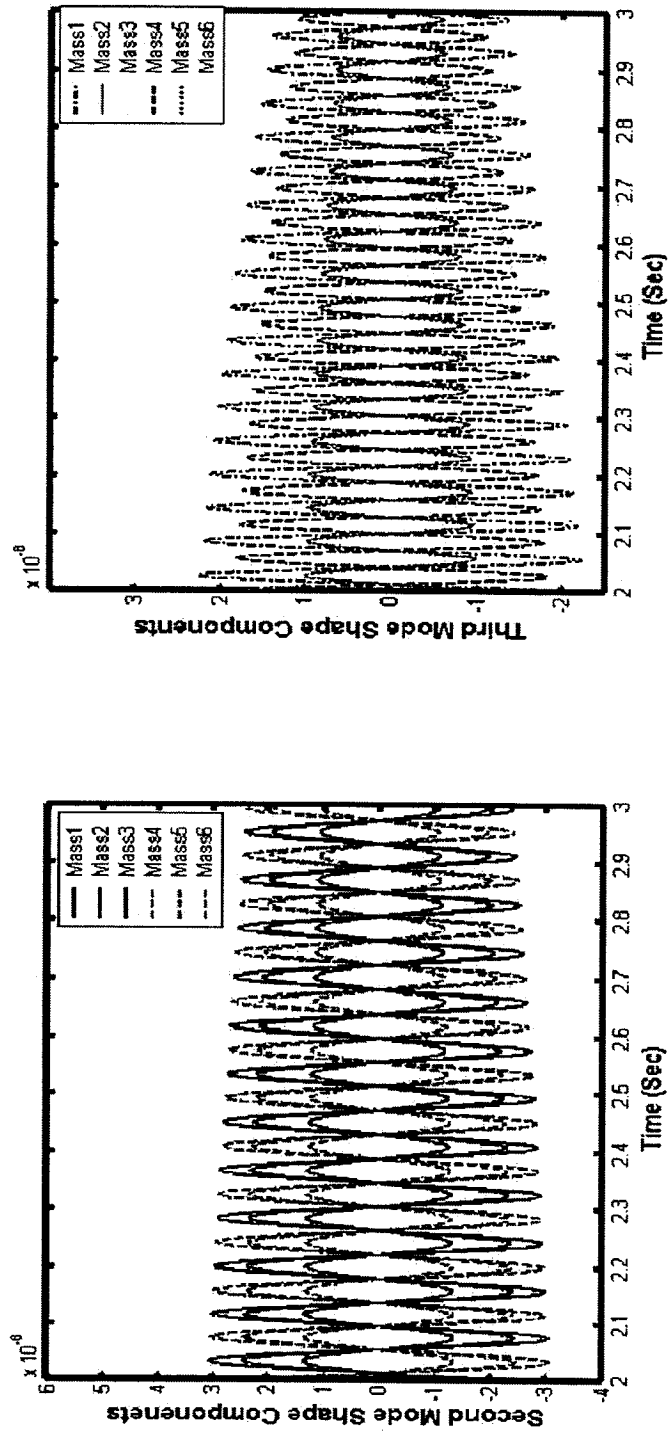 x 10⁻⁶
Second Mode Shape Componenets
6
5
4
3
2
1
0
-1
-2
-3
-4
2
2.1
2.2
2.3
2.4
2.5
2.6
2.7
2.8
2.9
3
Time (Sec)
Mass1
Mass2
Mass3
Mass4
Mass5
Mass6
x 10⁻⁶
Third Mode Shape Components
3
2
1
0
-1
-2
2
2.1
2.2
2.3
2.4
2.5
2.6
2.7
2.8
2.9
3
Time (Sec)
Mass1
Mass2
Mass3
Mass4
Mass5
Mass6